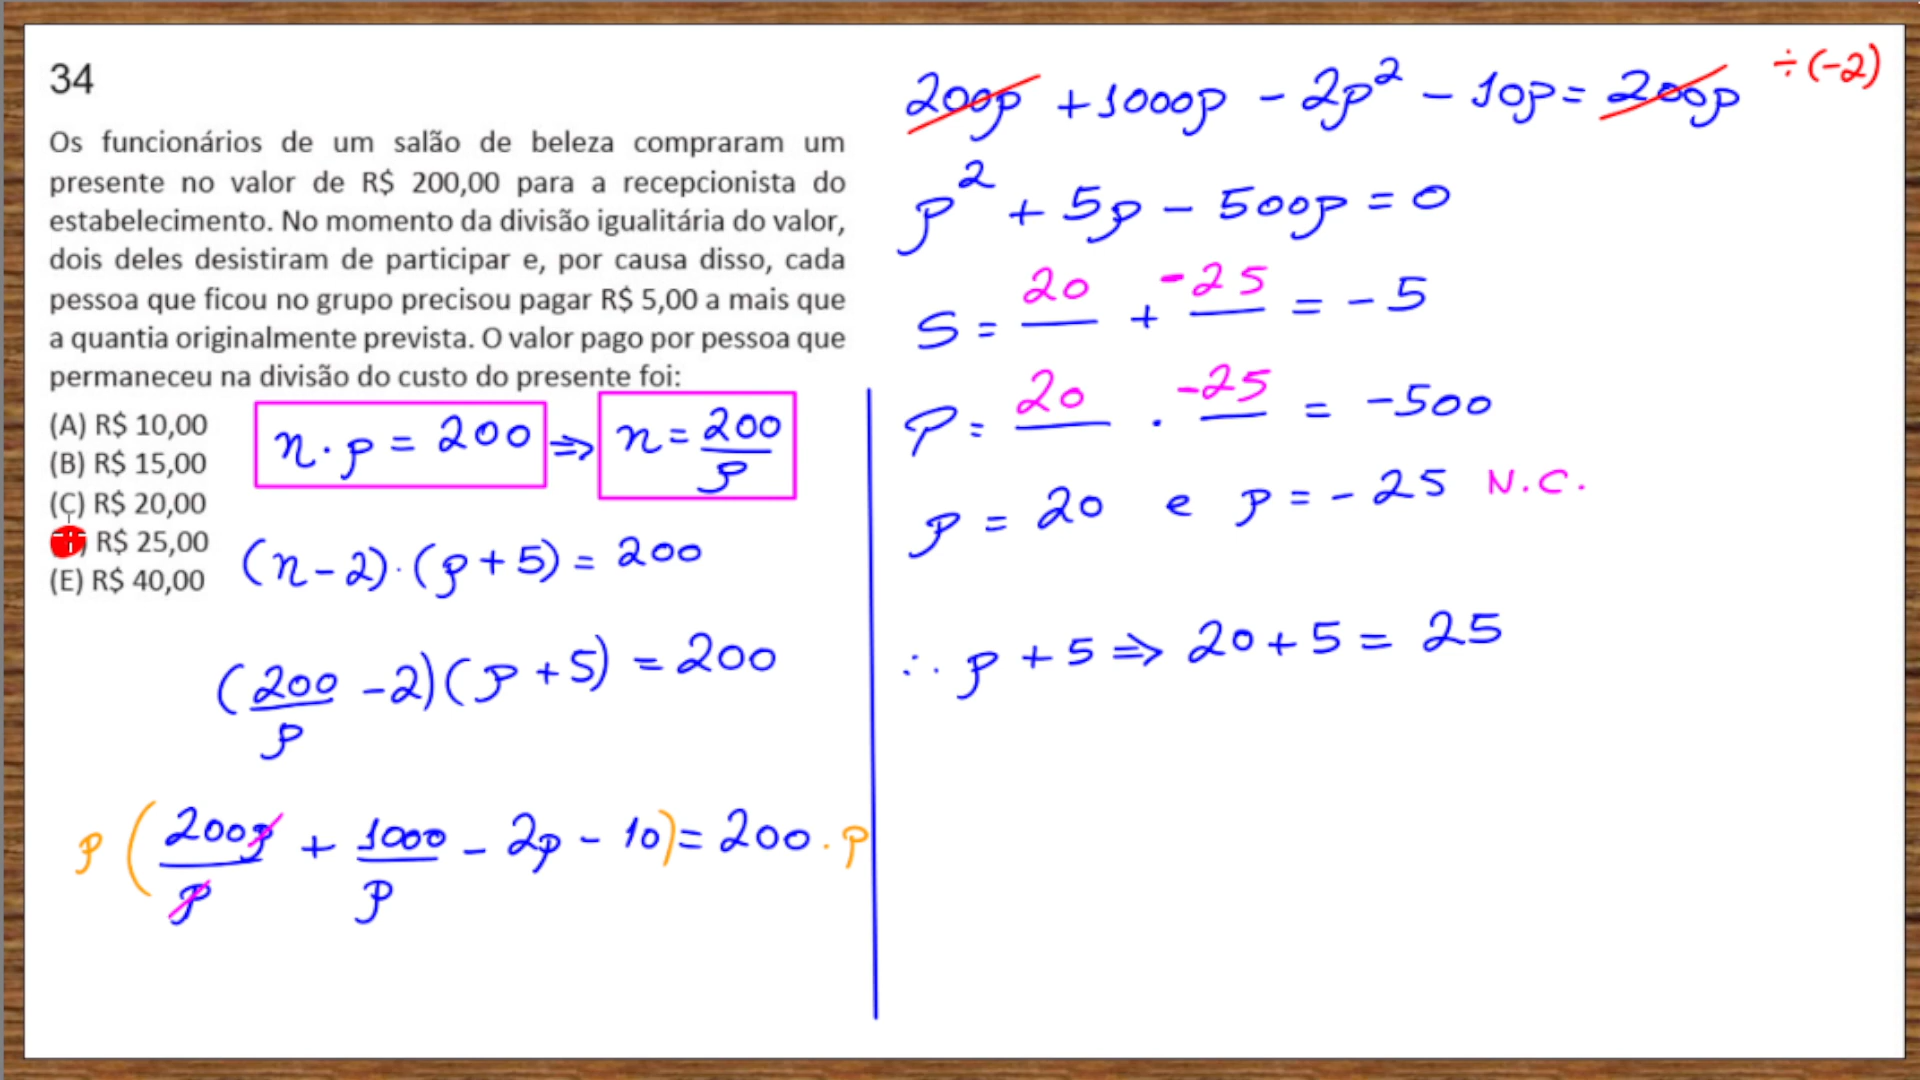 34
Os funcionários de um salão de beleza compraram um
presente no valor de R$ 200,00 para a recepcionista do
estabelecimento. No momento da divisão igualitária do valor,
dois deles desistiram de participar e, por causa disso, cada
pessoa que ficou no grupo precisou pagar R$ 5,00 a mais que
a quantia originalmente prevista. O valor pago por pessoa que
permaneceu na divisão do custo do presente foi:
(A) R$ 10,00
(B) R$ 15,00
(C) R$ 20,00
) R$ 25,00
(E) R$ 40,00
n · p = 200 ⇒ n = 200/p
(n - 2) · (p + 5) = 200
(200/p - 2)(p + 5) = 200
p (200p/p + 1000/p - 2p - 10) = 200 · p
200p + 1000p - 2p² - 10p = 200p ÷(-2)
p² + 5p - 500p = 0
S = 20 + -25 = -5
P = 20 · -25 = -500
p = 20 e p = -25 N.C.
∴ p + 5 ⇒ 20 + 5 = 25